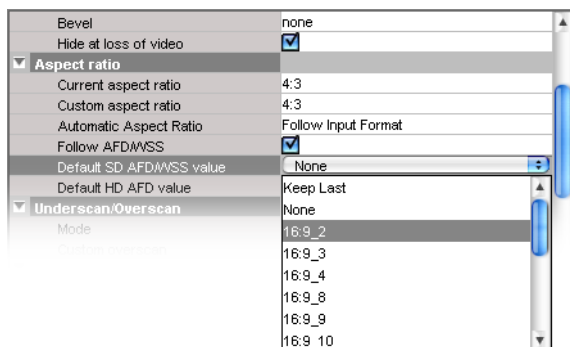 Bevel none
Hide at loss of video
Aspect ratio
Current aspect ratio 4:3
Custom aspect ratio 4:3
Automatic Aspect Ratio Follow Input Format
Follow AFD/WSS
Default SD AFD/WSS value None
Default HD AFD value Keep Last
Underscan/Overscan None
Mode 16:9_2
Custom overscan 16:9_3
16:9_4
16:9_8
16:9_9
16:9_10